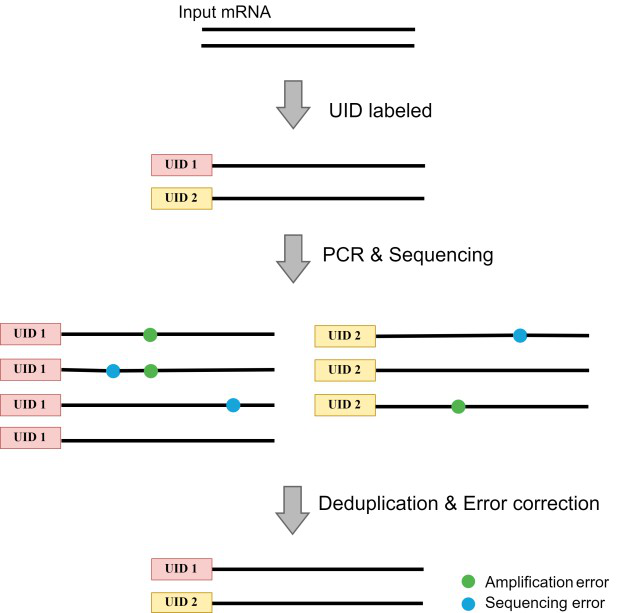 Input mRNA
UID labeled
UID 1
UID 2
PCR & Sequencing
UID 1
UID 1
UID 1
UID 1
UID 2
UID 2
UID 2
Deduplication & Error correction
UID 1
UID 2
Amplification error
Sequencing error